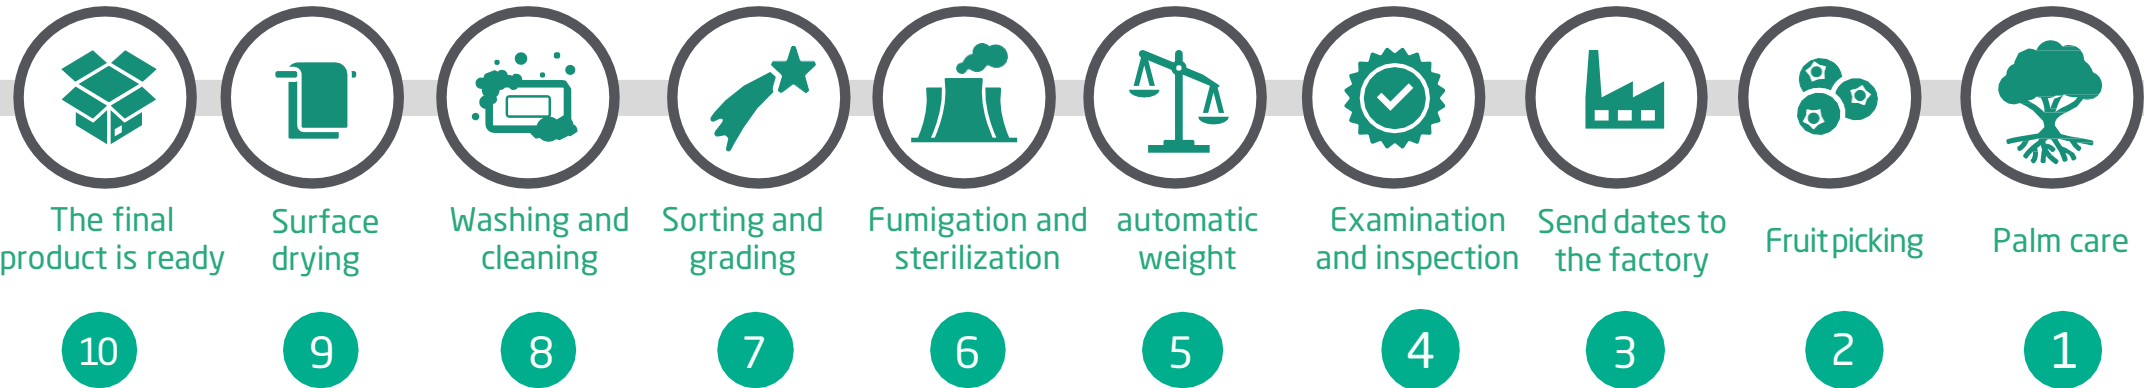 The final
product is ready
Surface
drying
Washing and
cleaning
Sorting and
grading
Fumigation and
sterilization
automatic
weight
Examination
and inspection
Send dates to
the factory
Fruit picking
Palm care
10
9
8
7
6
5
4
3
2
1